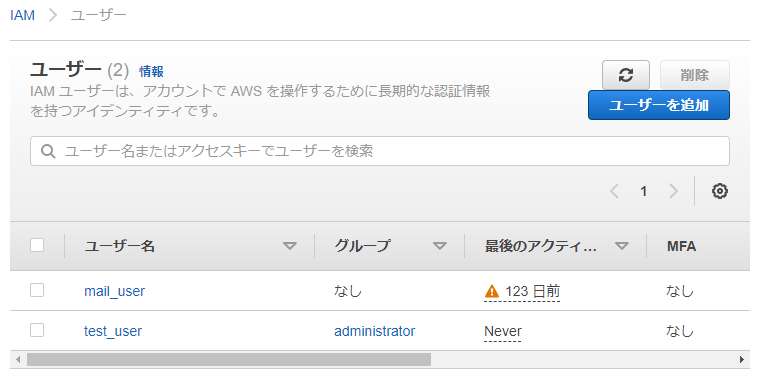 IAM > ユーザー
ユーザー (2) 情報
IAM ユーザーは、アカウントで AWS を操作するために長期的な認証情報
を持つアイデンティティです。
削除
ユーザーを追加
ユーザー名またはアクセスキーでユーザーを検索
1
ユーザー名 グループ 最後のアクティ... MFA
mail_user なし 123 日前 なし
test_user administrator Never なし